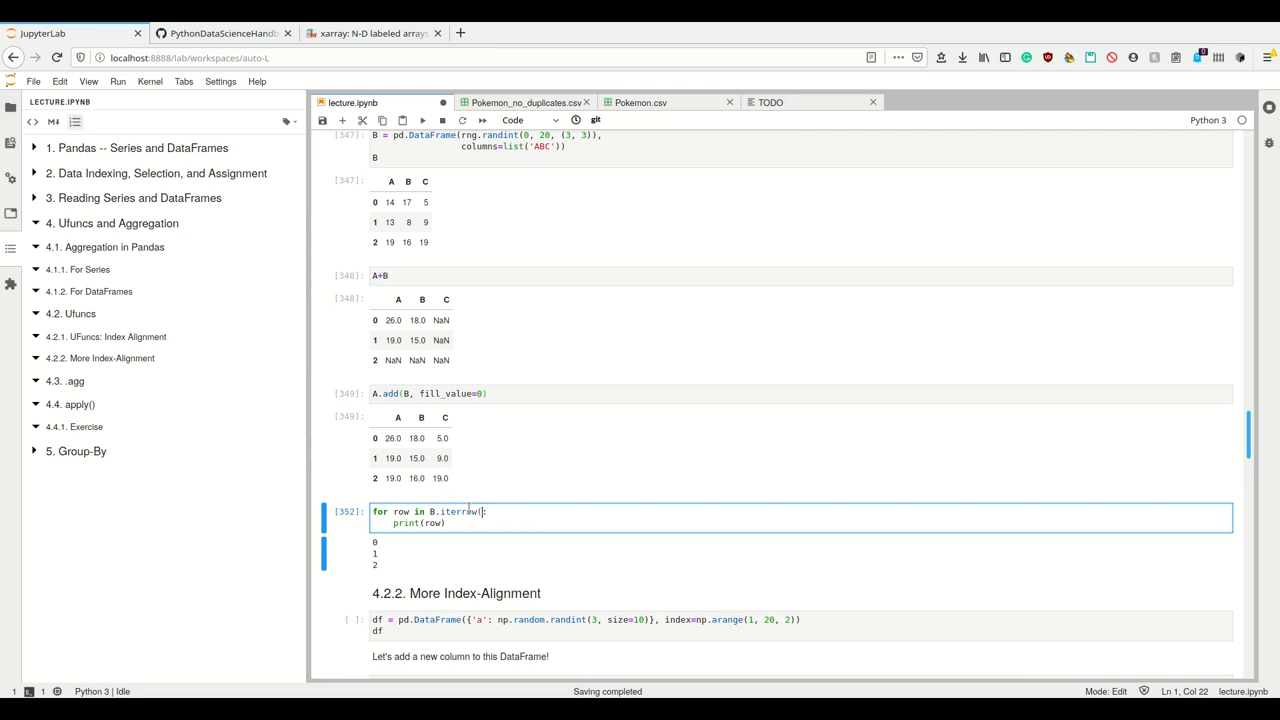 JupyterLab
PythonDataScienceHandb
xarray: N-D labeled arrays
localhost:8888/lab/workspaces/auto-L
0
File Edit View Run Kernel Tabs Settings Help
LECTURE.IPYNB
1. Pandas -- Series and DataFrames
2. Data Indexing, Selection, and Assignment
3. Reading Series and DataFrames
4. Ufuncs and Aggregation
4.1. Aggregation in Pandas
4.1.1. For Series
4.1.2. For DataFrames
4.2. Ufuncs
4.2.1. UFuncs: Index Alignment
4.2.2. More Index-Alignment
4.3. .agg
4.4. apply()
4.4.1. Exercise
5. Group-By
lecture.ipynb
Pokemon_no_duplicates.csv
Pokemon.csv
TODO
Code
git
Python 3
[347]: B = pd.DataFrame(rng.randint(0, 20, (3, 3)),
columns=list('ABC'))
B
[347]:
A B C
0 14 17 5
1 13 8 9
2 19 16 19
[348]: A+B
[348]:
A B C
0 26.0 18.0 NaN
1 19.0 15.0 NaN
2 NaN NaN NaN
[349]: A.add(B, fill_value=0)
[349]:
A B C
0 26.0 18.0 5.0
1 19.0 15.0 9.0
2 19.0 16.0 19.0
[352]: for row in B.iterrow(:
print(row)
0
1
2
4.2.2. More Index-Alignment
[ ]: df = pd.DataFrame({'a': np.random.randint(3, size=10)}, index=np.arange(1, 20, 2))
df
Let's add a new column to this DataFrame!
1
1
Python 3 | Idle
Saving completed
Mode: Edit
Ln 1, Col 22
lecture.ipynb